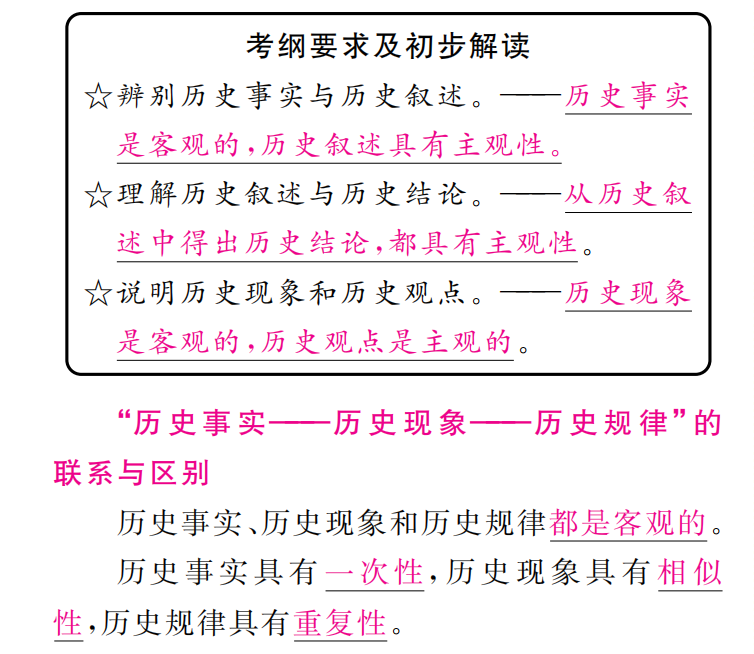 考纲要求及初步解读
☆辨别历史事实与历史叙述。——历史事实
是客观的,历史叙述具有主观性。
☆理解历史叙述与历史结论。——从历史叙
述中得出历史结论,都具有主观性。
☆说明历史现象和历史观点。——历史现象
是客观的,历史观点是主观的。
“历史事实——历史现象——历史规律”的
联系与区别
历史事实、历史现象和历史规律都是客观的。
历史事实具有一次性,历史现象具有相似
性,历史规律具有重复性。